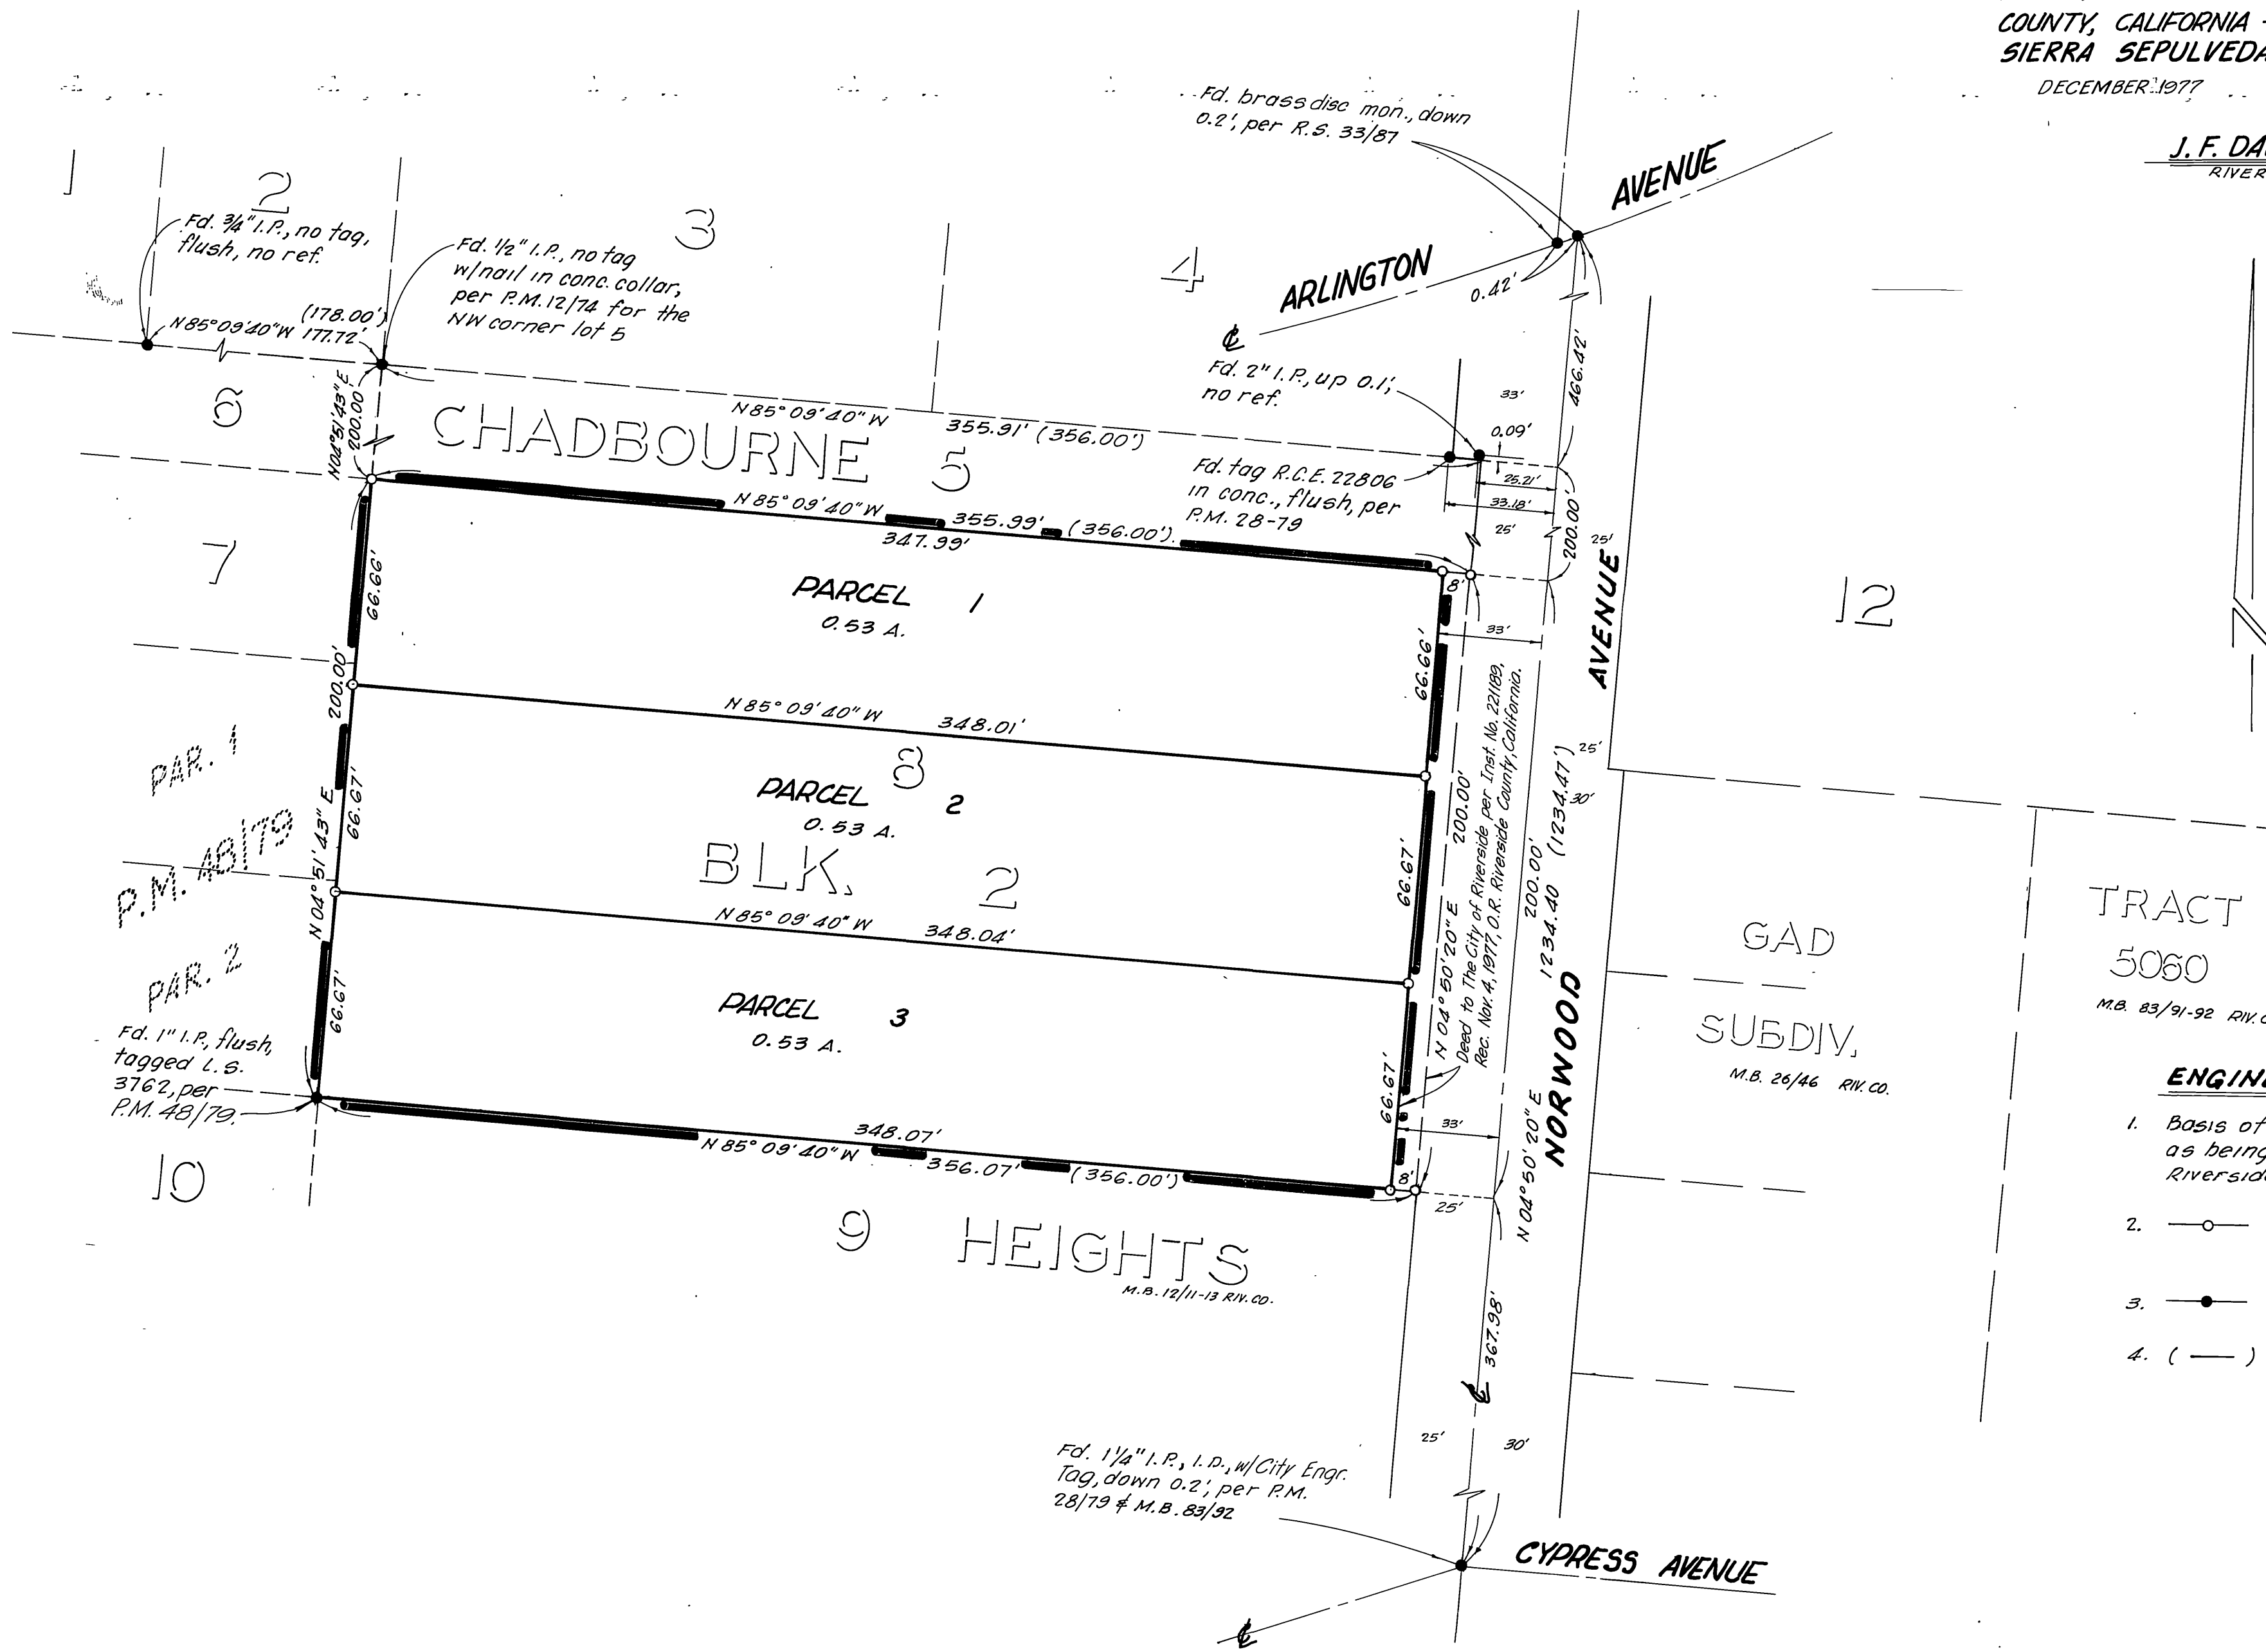 COUNTY, CALIFORNIA -
SIERRA SEPULVEDA
DECEMBER 1977
J. F. DA
RIVER
Fd. brass disc mon., down
0.2', per R.S. 33/87
AVENUE
ARLINGTON
0.42'
℄
1
2
3
4
Fd. 3/4" I.P., no tag,
flush, no ref.
Fd. 1/2" I.P., no tag
w/nail in conc. collar,
per P.M. 12/74 for the
NW corner lot 5
(178.00')
N 85° 09' 40" W 177.72'
Fd. 2" I.P., up 0.1',
no ref.
33'
466.42'
0.09'
6
N 04° 51' 43" E
200.00'
CHADBOURNE
N 85° 09' 40" W
355.91' (356.00')
5
Fd. tag R.C.E. 22806
in conc., flush, per
P.M. 28-79
25.21'
33.18'
25'
25'
200.00'
N 85° 09' 40" W 355.99' (356.00').
347.99'
7
66.66'
PARCEL 1
0.53 A.
8'
33'
66.66'
AVENUE
12
200.00'
N 85° 09' 40" W 348.01'
PAR. 1
8
PARCEL 2
0.53 A.
66.67'
P.M. 48/79
N 04° 51' 43" E
BLK. 2
66.67'
N 04° 50' 20" E 200.00'
Deed to The City of Riverside per Inst. No. 221189,
Rec. Nov. 4, 1977, O.R. Riverside County, California.
200.00'
1234.40 (1234.47')
25'
30'
N 85° 09' 40" W 348.04'
PAR. 2
PARCEL 3
0.53 A.
66.67'
66.67'
N 04° 50' 20" E
NORWOOD
GAD
SUBDIV.
M.B. 26/46 RIV. CO.
TRACT
5060
M.B. 83/91-92 RIV. C
Fd. 1" I.P., flush,
tagged L.S.
3762, per
P.M. 48/79.
348.07'
N 85° 09' 40" W 356.07' (356.00')
33'
8'
25'
10
9
HEIGHTS
M.B. 12/11-13 RIV. CO.
367.98'
℄
25'
30'
ENGINE
1. Basis of
as being
Riversid
2.
3.
4. ( — )
Fd. 1 1/4" I.P., I.D., w/City Engr.
Tag, down 0.2', per P.M.
28/79 & M.B. 83/92
CYPRESS AVENUE
℄